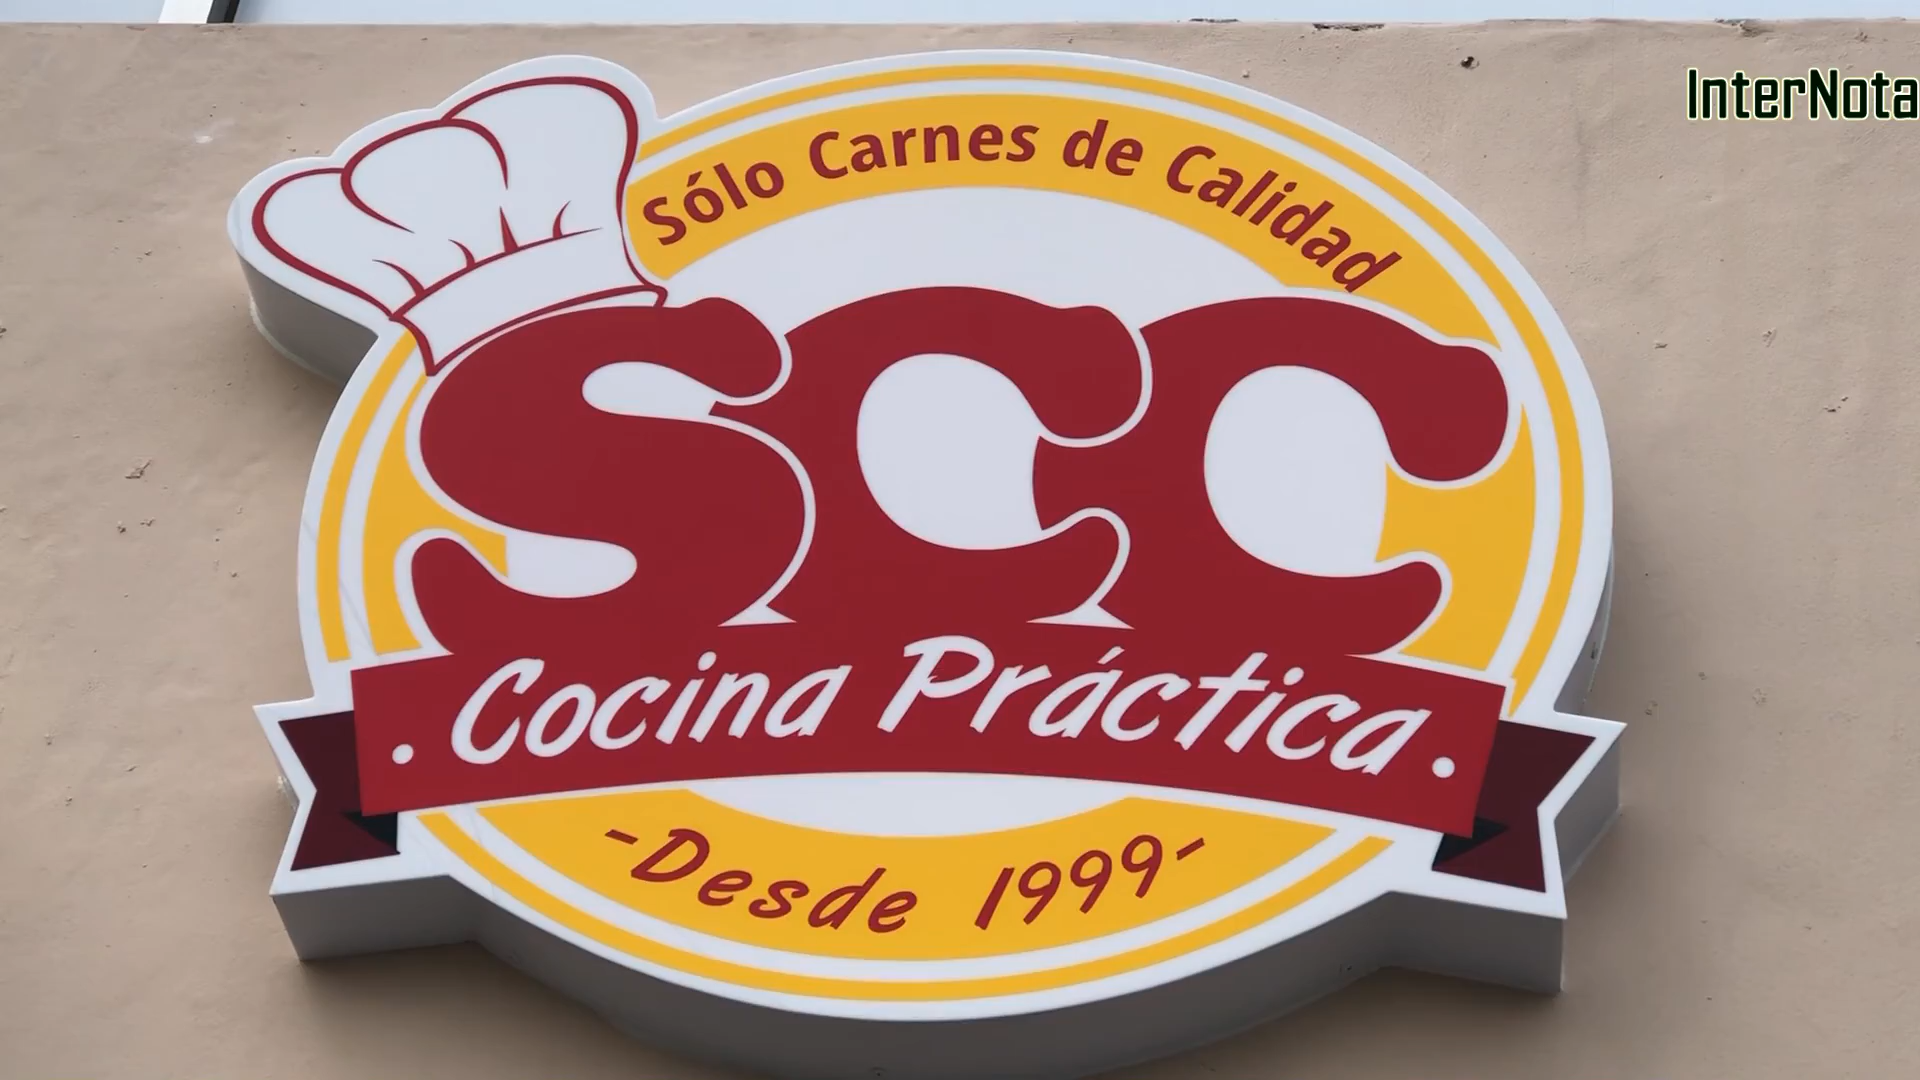 InterNota
Sólo Carnes de Calidad
SCC
· Cocina Práctica ·
-Desde 1999-